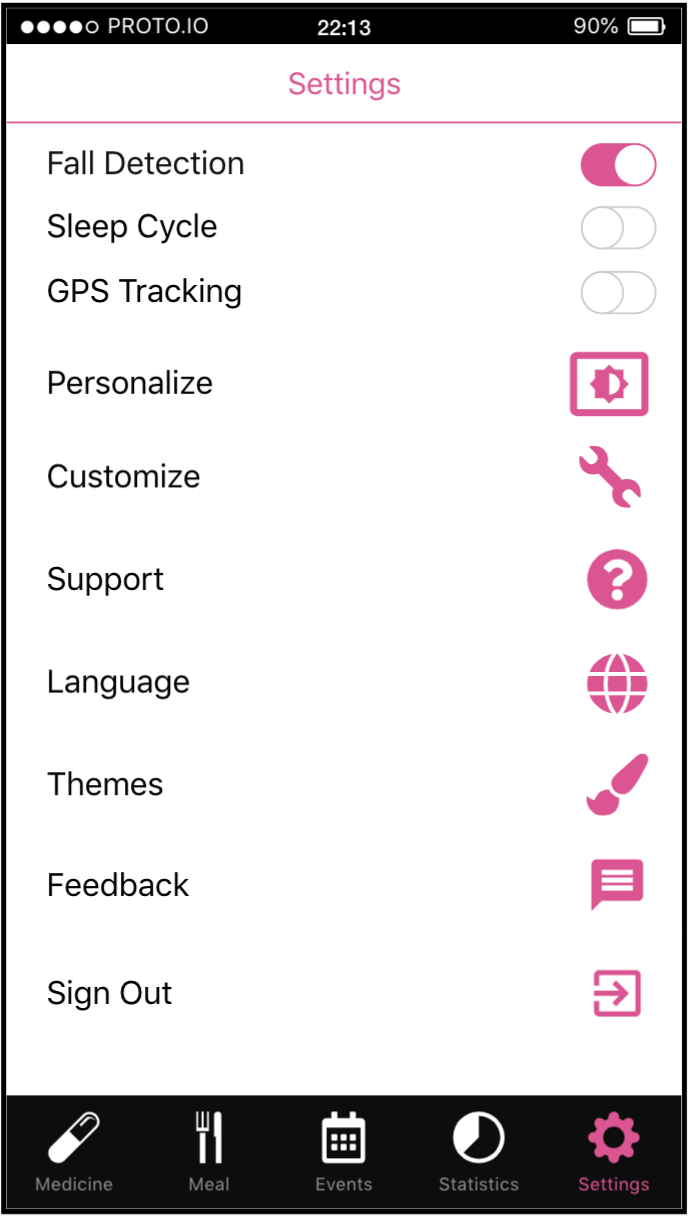 PROTO.IO 22:13 90%
Settings
Fall Detection
Sleep Cycle
GPS Tracking
Personalize
Customize
Support
Language
Themes
Feedback
Sign Out
Medicine Meal Events Statistics Settings